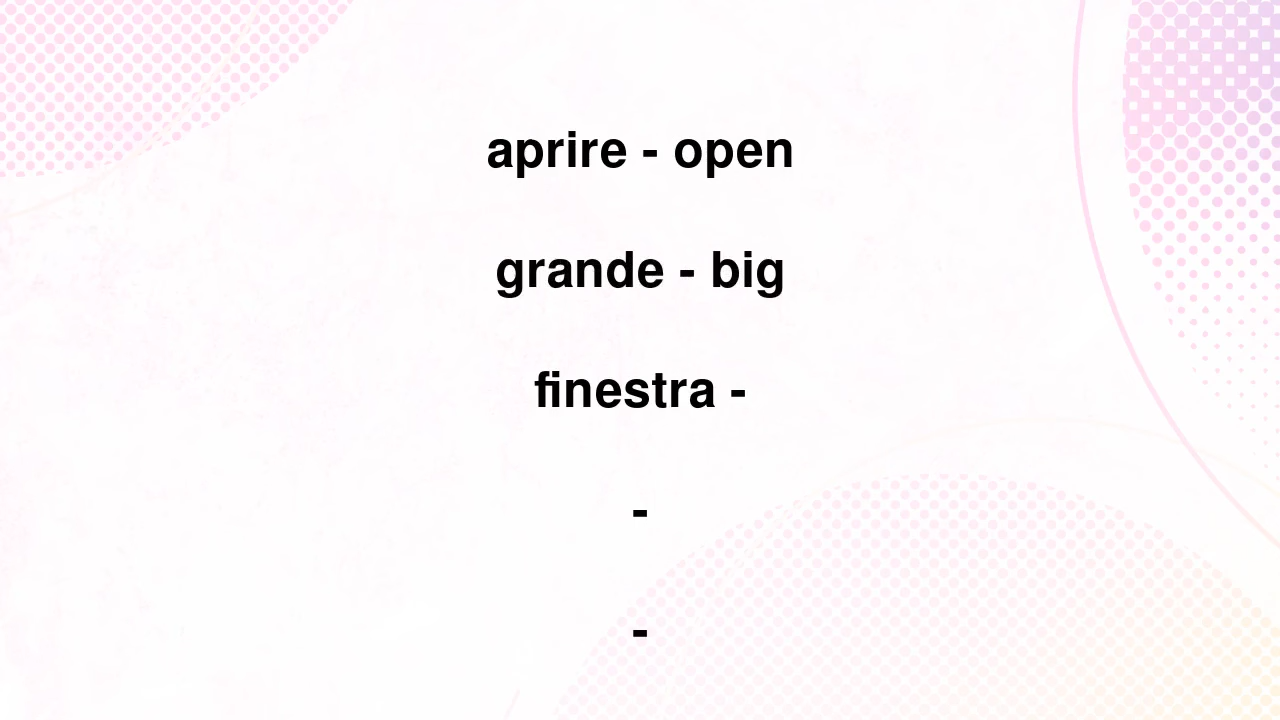 aprire - open
grande - big
finestra -
-
-